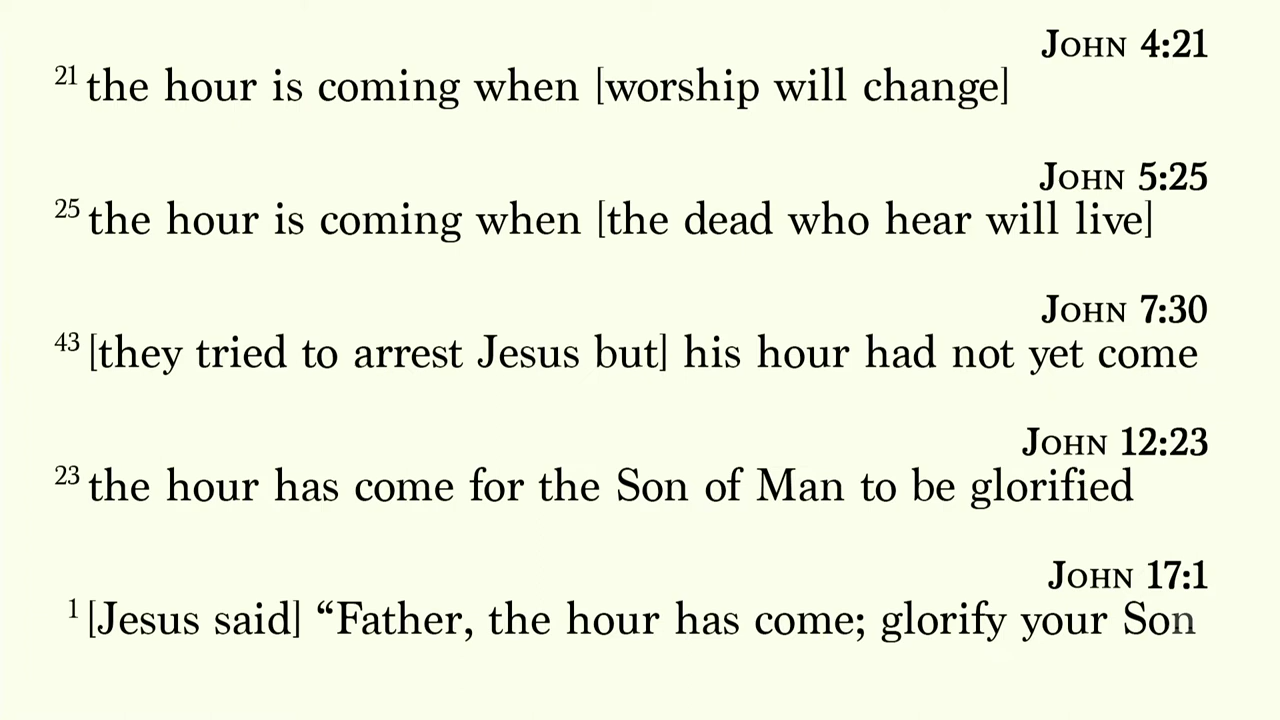 JOHN 4:21
21 the hour is coming when [worship will change]
JOHN 5:25
25 the hour is coming when [the dead who hear will live]
JOHN 7:30
43 [they tried to arrest Jesus but] his hour had not yet come
JOHN 12:23
23 the hour has come for the Son of Man to be glorified
JOHN 17:1
1 [Jesus said] “Father, the hour has come; glorify your Son